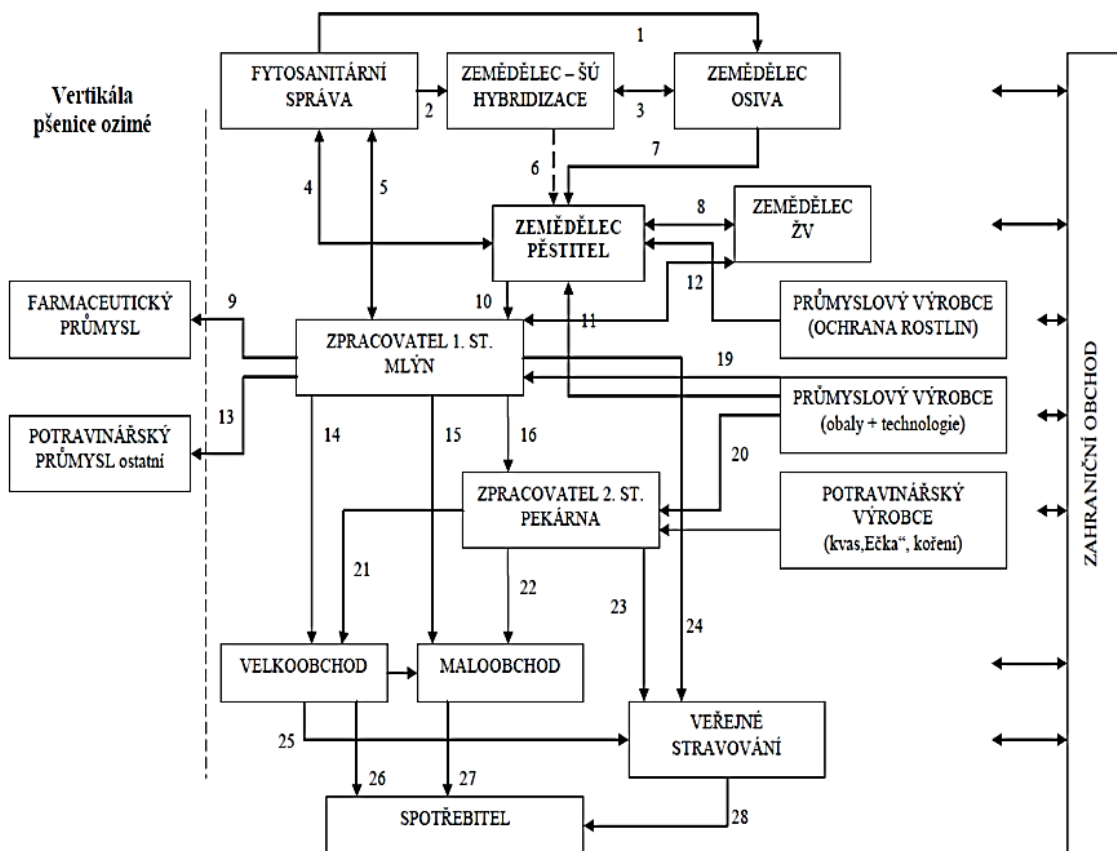 1
FYTOSANITÁRNÍ
SPRÁVA
ZEMĚDĚLEC – ŠÚ
HYBRIDIZACE
ZEMĚDĚLEC
OSIVA
Vertikála
pšenice ozimé
2
3
4
5
6
7
ZEMĚDĚLEC
PĚSTITEL
8
ZEMĚDĚLEC
ŽV
FARMACEUTICKÝ
PRŮMYSL
9
10
11
12
PRŮMYSLOVÝ VÝROBCE
(OCHRANA ROSTLIN)
ZPRACOVATEL 1. ST.
MLÝN
19
PRŮMYSLOVÝ VÝROBCE
(obaly + technologie)
POTRAVINÁŘSKÝ
PRŮMYSL ostatní
13
14
15
16
20
ZPRACOVATEL 2. ST.
PEKÁRNA
POTRAVINÁŘSKÝ
VÝROBCE
(kvas,Ečka“, koření)
21
22
23
24
VELKOOBCHOD
MALOOBCHOD
VEŘEJNÉ
STRAVOVÁNÍ
25
26
27
28
SPOTŘEBITEL
ZAHRANIČNÍ OBCHOD